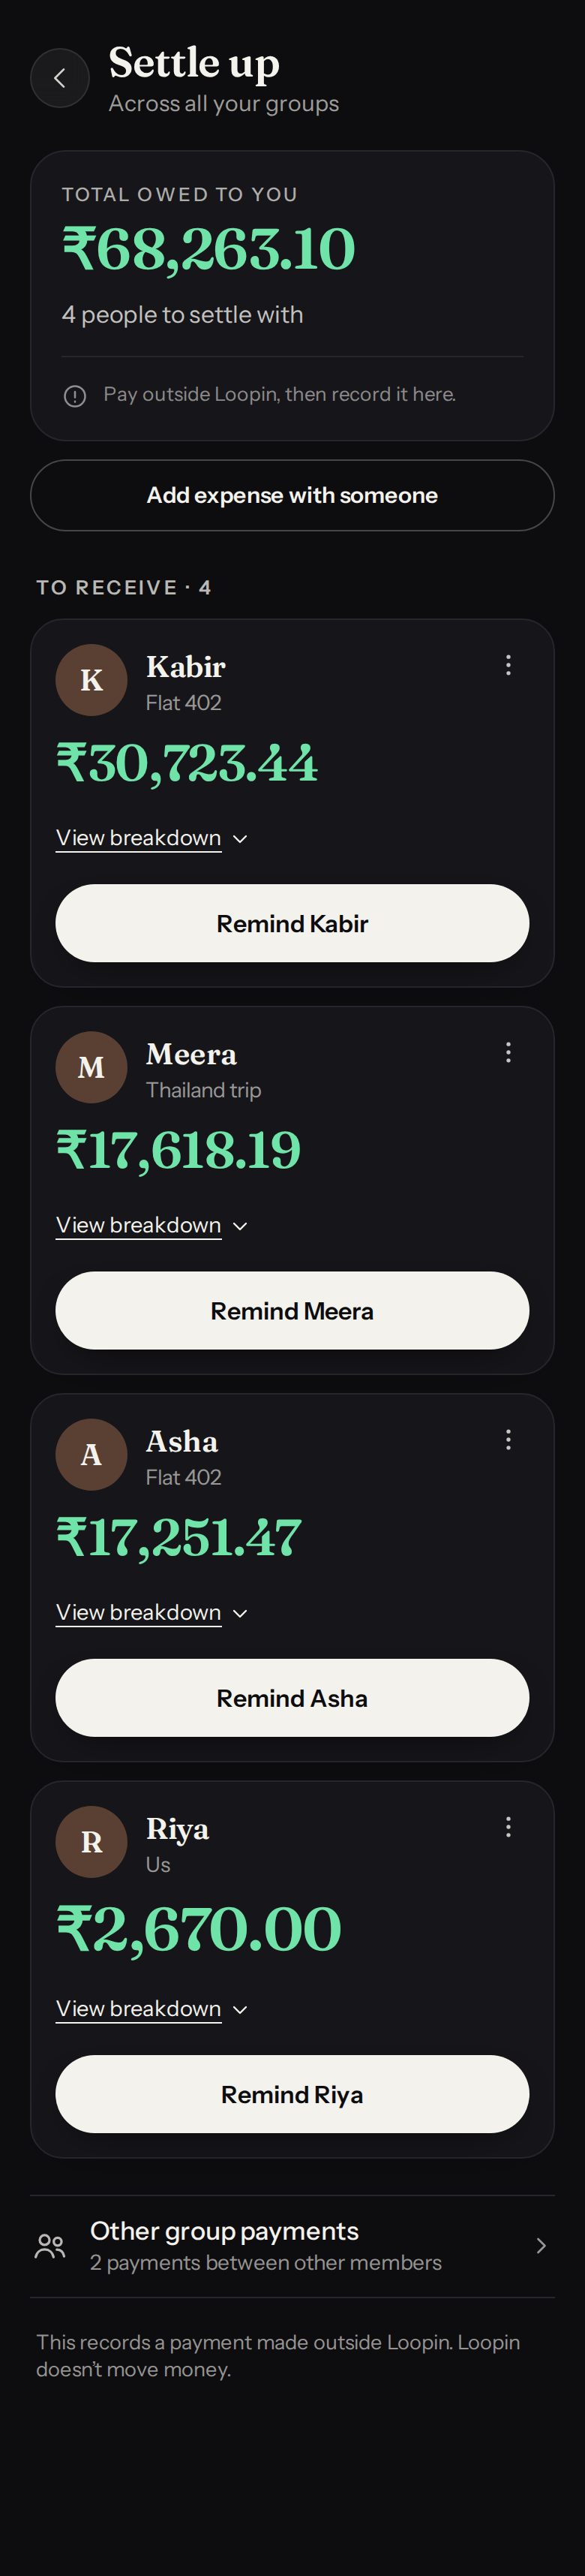 Settle up
Across all your groups
TOTAL OWED TO YOU
₹68,263.10
4 people to settle with
Pay outside Loopin, then record it here.
Add expense with someone
TO RECEIVE · 4
K
Kabir
Flat 402
₹30,723.44
View breakdown
Remind Kabir
M
Meera
Thailand trip
₹17,618.19
View breakdown
Remind Meera
A
Asha
Flat 402
₹17,251.47
View breakdown
Remind Asha
R
Riya
Us
₹2,670.00
View breakdown
Remind Riya
Other group payments
2 payments between other members
This records a payment made outside Loopin. Loopin
doesn't move money.